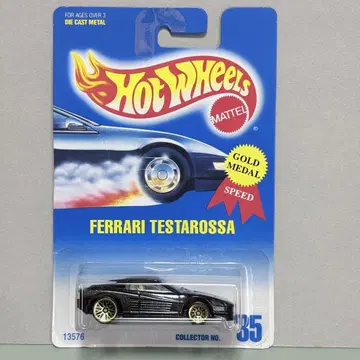 FOR AGES OVER 3
DIE CAST METAL
HOT WHEELS
MATTEL
GOLD
MEDAL
SPEED
FERRARI TESTAROSSA
13576
COLLECTOR NO.
35